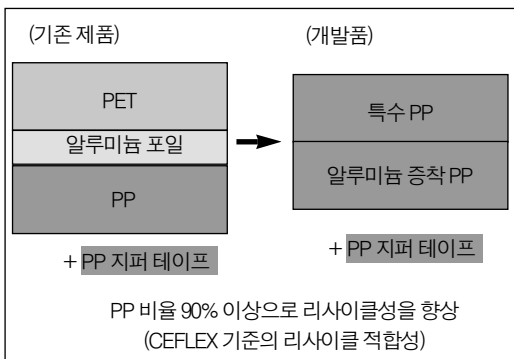 (기존 제품)
(개발품)
PET
알루미늄 포일
PP
특수 PP
알루미늄 증착 PP
+ PP 지퍼 테이프
+ PP 지퍼 테이프
PP 비율 90% 이상으로 리사이클성을 향상
(CEFLEX 기준의 리사이클 적합성)